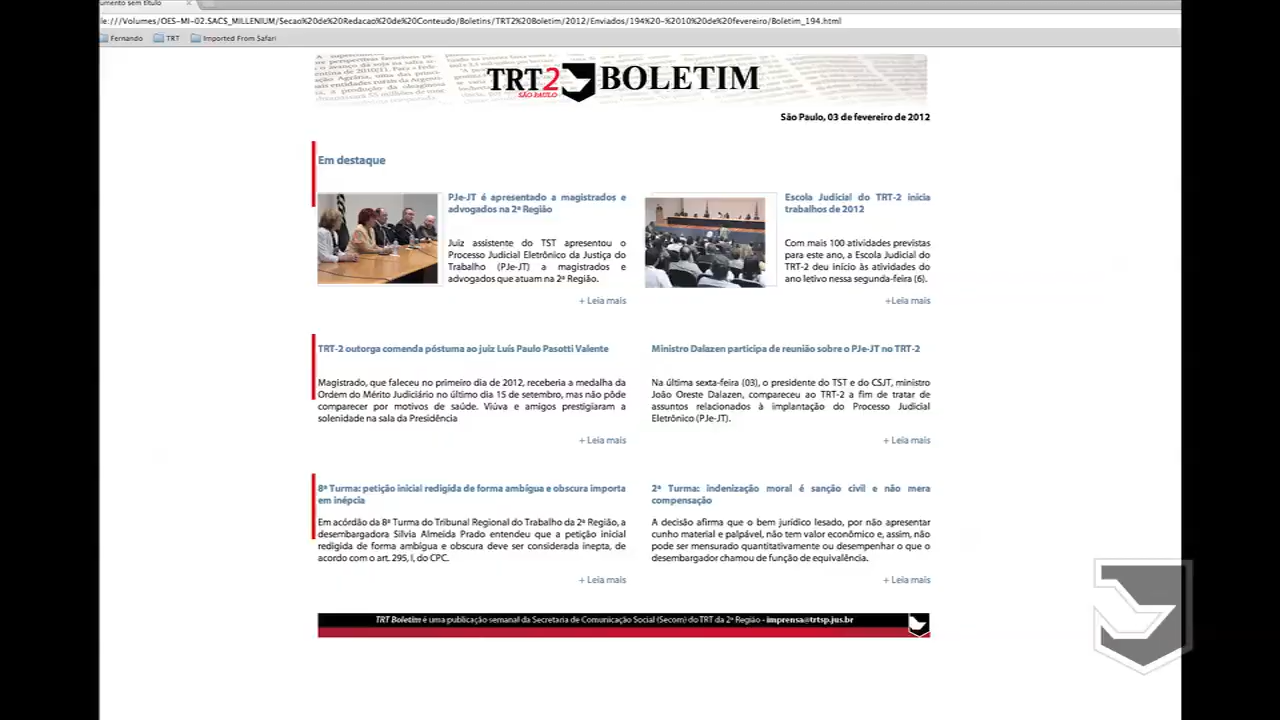 umento sem título
le:///Volumes/OES-MI-02.SACS_MILLENIUM/Secao%20de%20Redacao%20de%20Conteudo/Boletins/TRT2%20Boletim/2012/Enviados/194%20-%2010%20de%20fevereiro/Boletim_194.html
Fernando TRT Imported From Safari
TRT2 BOLETIM
SÃO PAULO
São Paulo, 03 de fevereiro de 2012
Em destaque
PJe-JT é apresentado a magistrados e
advogados na 2ª Região
Juiz assistente do TST apresentou o
Processo Judicial Eletrônico da Justiça do
Trabalho (PJe-JT) a magistrados e
advogados que atuam na 2ª Região.
+ Leia mais
Escola Judicial do TRT-2 inicia
trabalhos de 2012
Com mais 100 atividades previstas
para este ano, a Escola Judicial do
TRT-2 deu início às atividades do
ano letivo nessa segunda-feira (6).
+Leia mais
TRT-2 outorga comenda póstuma ao juiz Luís Paulo Pasotti Valente
Magistrado, que faleceu no primeiro dia de 2012, receberia a medalha da
Ordem do Mérito Judiciário no último dia 15 de setembro, mas não pôde
comparecer por motivos de saúde. Viúva e amigos prestigiaram a
solenidade na sala da Presidência
+ Leia mais
Ministro Dalazen participa de reunião sobre o PJe-JT no TRT-2
Na última sexta-feira (03), o presidente do TST e do CSJT, ministro
João Oreste Dalazen, compareceu ao TRT-2 a fim de tratar de
assuntos relacionados à implantação do Processo Judicial
Eletrônico (PJe-JT).
+ Leia mais
8ª Turma: petição inicial redigida de forma ambígua e obscura importa
em inépcia
Em acórdão da 8ª Turma do Tribunal Regional do Trabalho da 2ª Região, a
desembargadora Silvia Almeida Prado entendeu que a petição inicial
redigida de forma ambígua e obscura deve ser considerada inepta, de
acordo com o art. 295, I, do CPC.
+ Leia mais
2ª Turma: indenização moral é sanção civil e não mera
compensação
A decisão afirma que o bem jurídico lesado, por não apresentar
cunho material e palpável, não tem valor econômico e, assim, não
pode ser mensurado quantitativamente ou desempenhar o que o
desembargador chamou de função de equivalência.
+ Leia mais
TRT Boletim é uma publicação semanal da Secretaria de Comunicação Social (Secom) do TRT da 2ª Região - imprensa@trtsp.jus.br